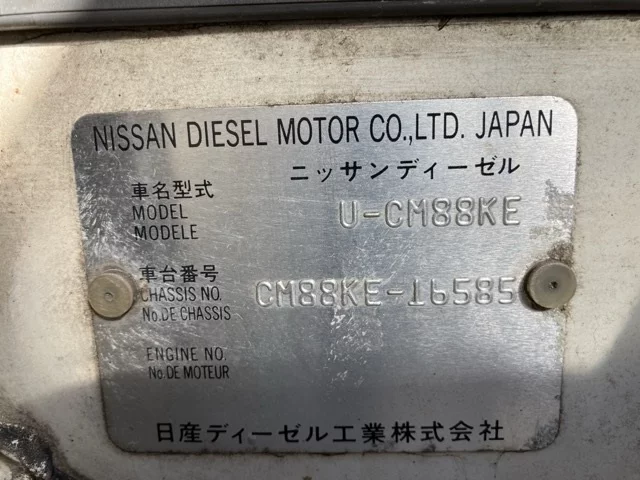 NISSAN DIESEL MOTOR CO.,LTD. JAPAN
ニッサンディーゼル
車名型式
MODEL
MODELE
U-CM88KE
車台番号
CHASSIS NO.
No.DE CHASSIS
CM88KE-16585
ENGINE NO.
No.DE MOTEUR
日産ディーゼル工業株式会社